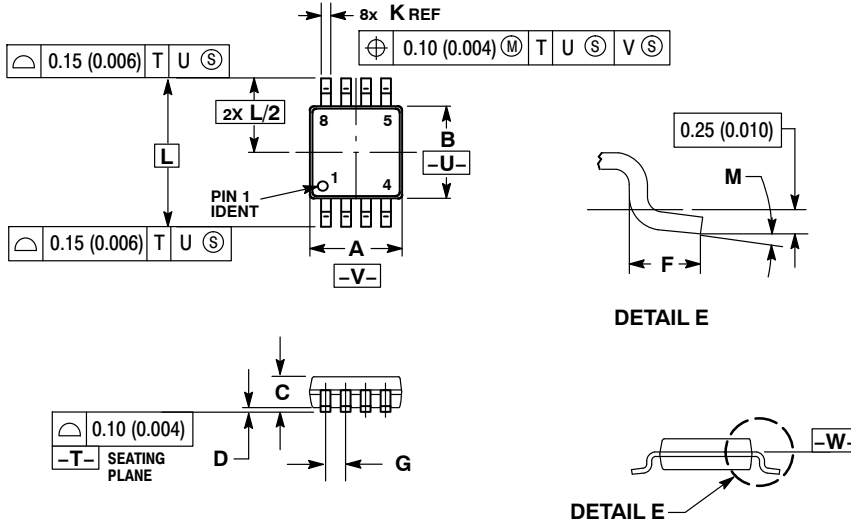 8x K REF
⌖ 0.10 (0.004) Ⓜ T U Ⓢ V Ⓢ
⌓ 0.15 (0.006) T U Ⓢ
2X L/2
8 5
B
–U–
L
PIN 1
IDENT
1
4
⌓ 0.15 (0.006) T U Ⓢ
A
–V–
0.25 (0.010)
M
F
DETAIL E
C
⌓ 0.10 (0.004)
–T– SEATING
PLANE
D
G
–W–
DETAIL E